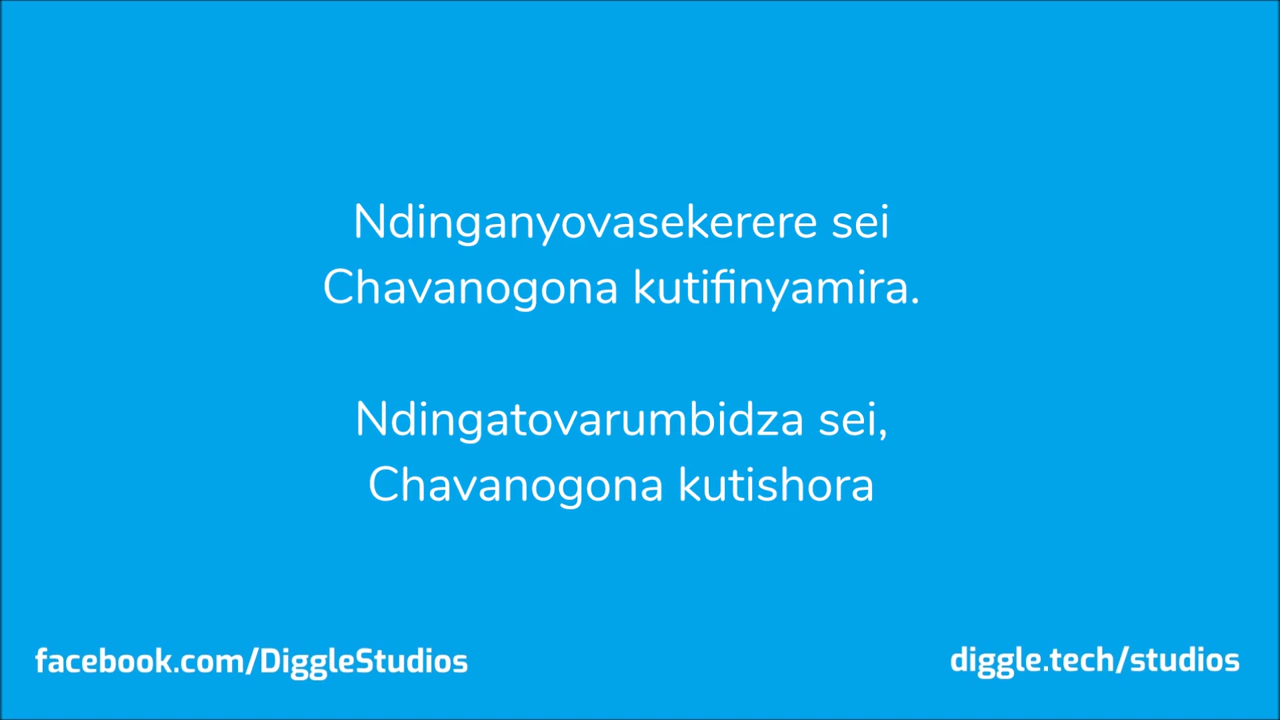 Ndinganyovasekerere sei
Chavanogona kutifinyamira.
Ndingatovarumbidza sei,
Chavanogona kutishora
facebook.com/DiggleStudios
diggle.tech/studios